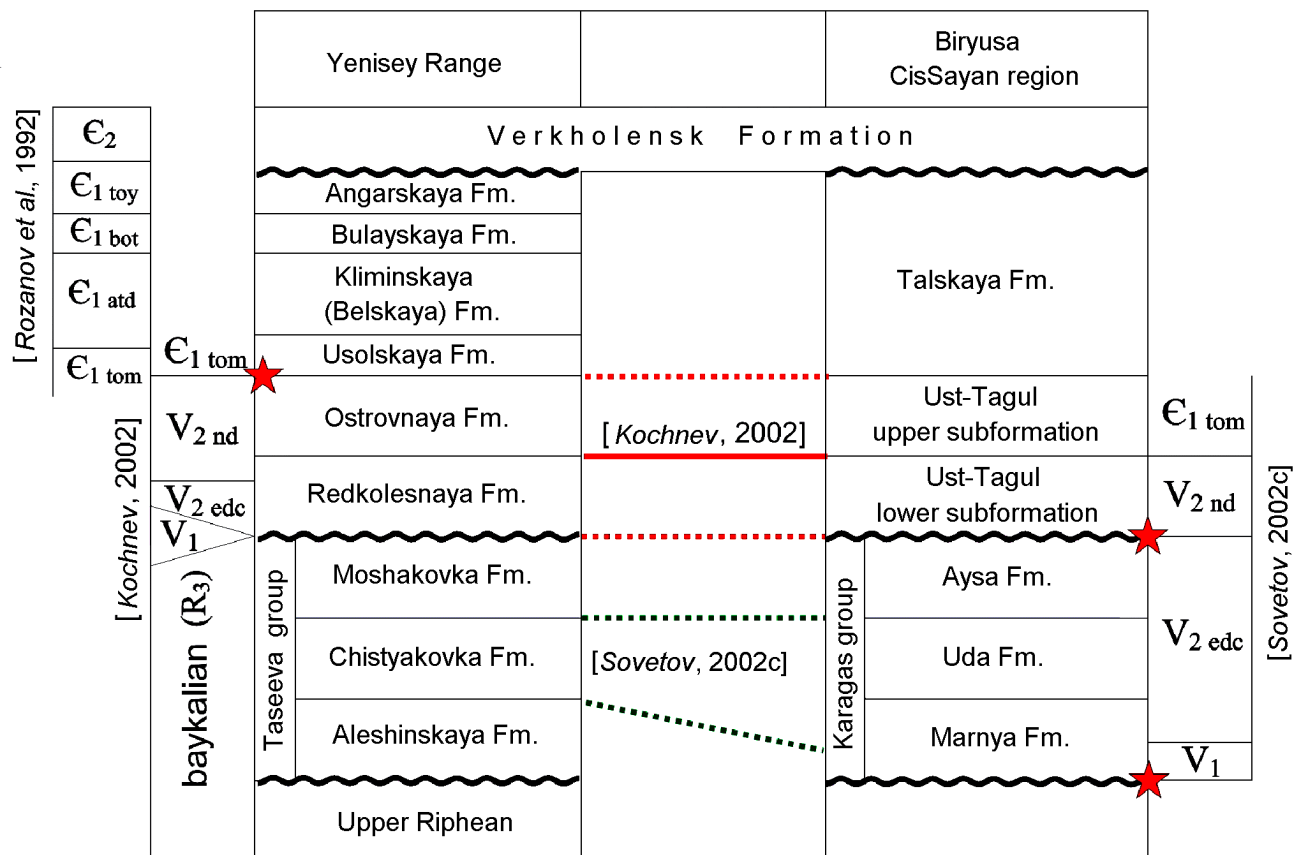 Yenisey Range
Biryusa
CisSayan region
Verkholensk Formation
[Rozanov et al., 1992]
Є2
Є1 toy
Є1 bot
Є1 atd
Є1 tom
[Kochnev, 2002]
Є1 tom
V2 nd
V2 edc
V1
baykalian (R3)
Angarskaya Fm.
Bulayskaya Fm.
Kliminskaya
(Belskaya) Fm.
Usolskaya Fm.
Ostrovnaya Fm.
Redkolesnaya Fm.
Taseeva group
Moshakovka Fm.
Chistyakovka Fm.
Aleshinskaya Fm.
Upper Riphean
[Kochnev, 2002]
[Sovetov, 2002c]
Talskaya Fm.
Ust-Tagul
upper subformation
Ust-Tagul
lower subformation
Karagas group
Aysa Fm.
Uda Fm.
Marnya Fm.
Є1 tom
V2 nd
V2 edc
V1
[Sovetov, 2002c]